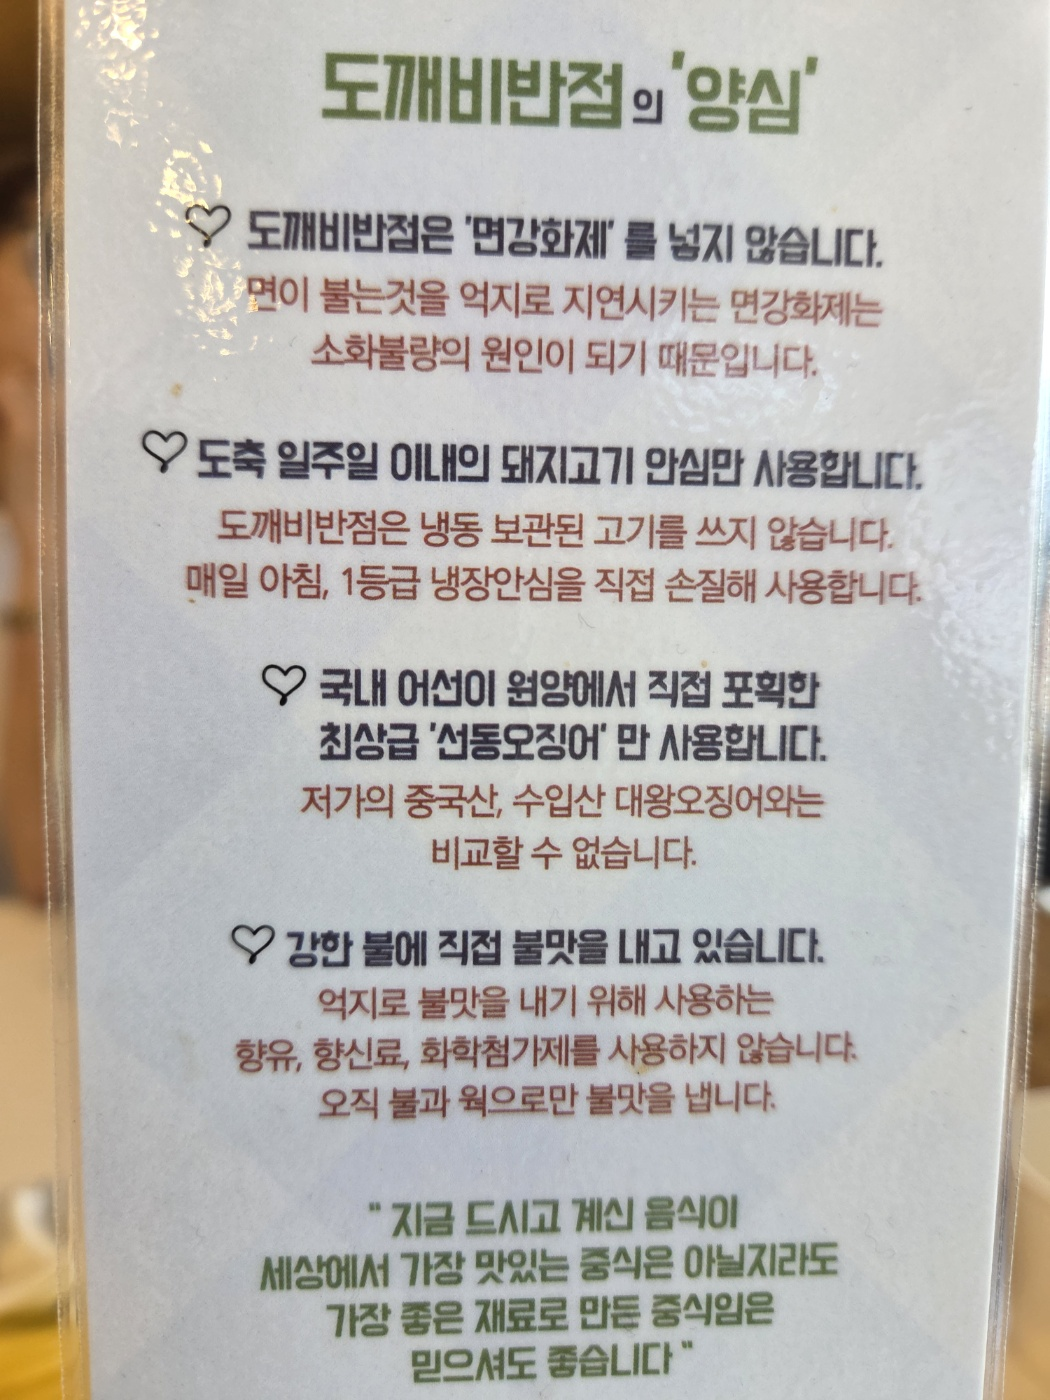 도깨비반점의 '양심'
도깨비반점은 '면강화제' 를 넣지 않습니다.
면이 불는것을 억지로 지연시키는 면강화제는
소화불량의 원인이 되기 때문입니다.
도축 일주일 이내의 돼지고기 안심만 사용합니다.
도깨비반점은 냉동 보관된 고기를 쓰지 않습니다.
매일 아침, 1등급 냉장안심을 직접 손질해 사용합니다.
국내 어선이 원양에서 직접 포획한
최상급 '선동오징어' 만 사용합니다.
저가의 중국산, 수입산 대왕오징어와는
비교할 수 없습니다.
강한 불에 직접 불맛을 내고 있습니다.
억지로 불맛을 내기 위해 사용하는
향유, 향신료, 화학첨가제를 사용하지 않습니다.
오직 불과 웍으로만 불맛을 냅니다.
" 지금 드시고 계신 음식이
세상에서 가장 맛있는 중식은 아닐지라도
가장 좋은 재료로 만든 중식임은
믿으셔도 좋습니다 "